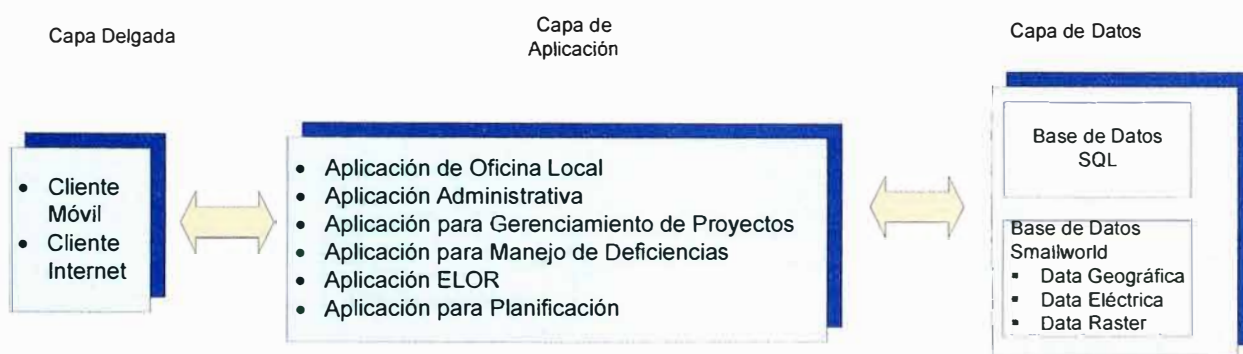 Capa Delgada
Capa de
Aplicación
Capa de Datos
• Cliente
Móvil
• Cliente
Internet
• Aplicación de Oficina Local
• Aplicación Administrativa
• Aplicación para Gerenciamiento de Proyectos
• Aplicación para Manejo de Deficiencias
• Aplicación ELOR
• Aplicación para Planificación
Base de Datos
SQL
Base de Datos
Smallworld
▪ Data Geográfica
▪ Data Eléctrica
▪ Data Raster